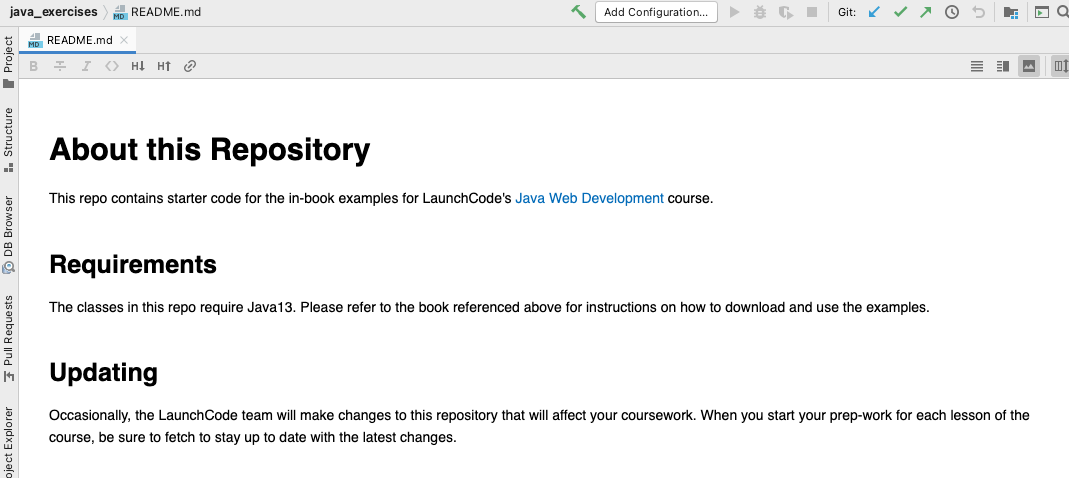 java_exercises README.md
Add Configuration...
Git:
README.md
B I H↓ H↑
Project
Structure
DB Browser
Pull Requests
oject Explorer
About this Repository
This repo contains starter code for the in-book examples for LaunchCode's Java Web Development course.
Requirements
The classes in this repo require Java13. Please refer to the book referenced above for instructions on how to download and use the examples.
Updating
Occasionally, the LaunchCode team will make changes to this repository that will affect your coursework. When you start your prep-work for each lesson of the
course, be sure to fetch to stay up to date with the latest changes.